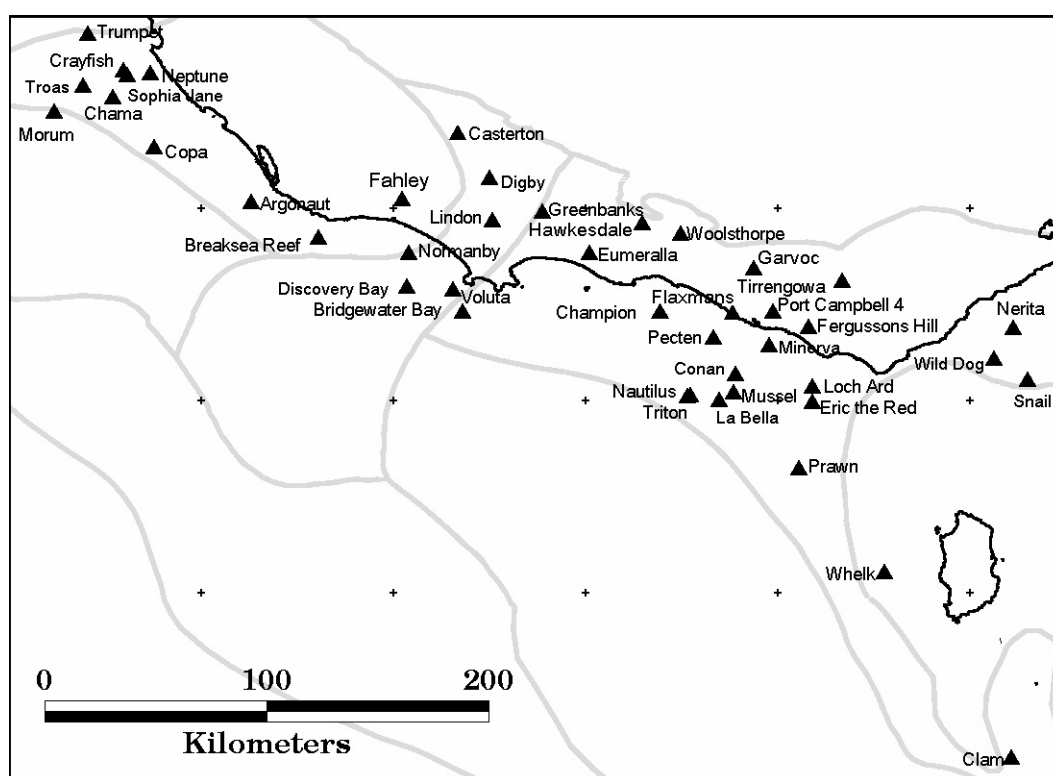 Trumpet
Crayfish
Neptune
Troas
Sophia Jane
Chama
Morum
Copa
Casterton
Fahley
Digby
Argonaut
Lindon
Greenbanks
Hawkesdale
Woolsthorpe
Breaksea Reef
Normanby
Eumeralla
Garvoc
Tirrengowa
Discovery Bay
Voluta
Flaxmans
Bridgewater Bay
Champion
Port Campbell 4
Fergussons Hill
Nerita
Pecten
Minerva
Wild Dog
Conan
Loch Ard
Nautilus
Mussel
Snail
Triton
La Bella
Eric the Red
Prawn
Whelk
0 100 200
Kilometers
Clam